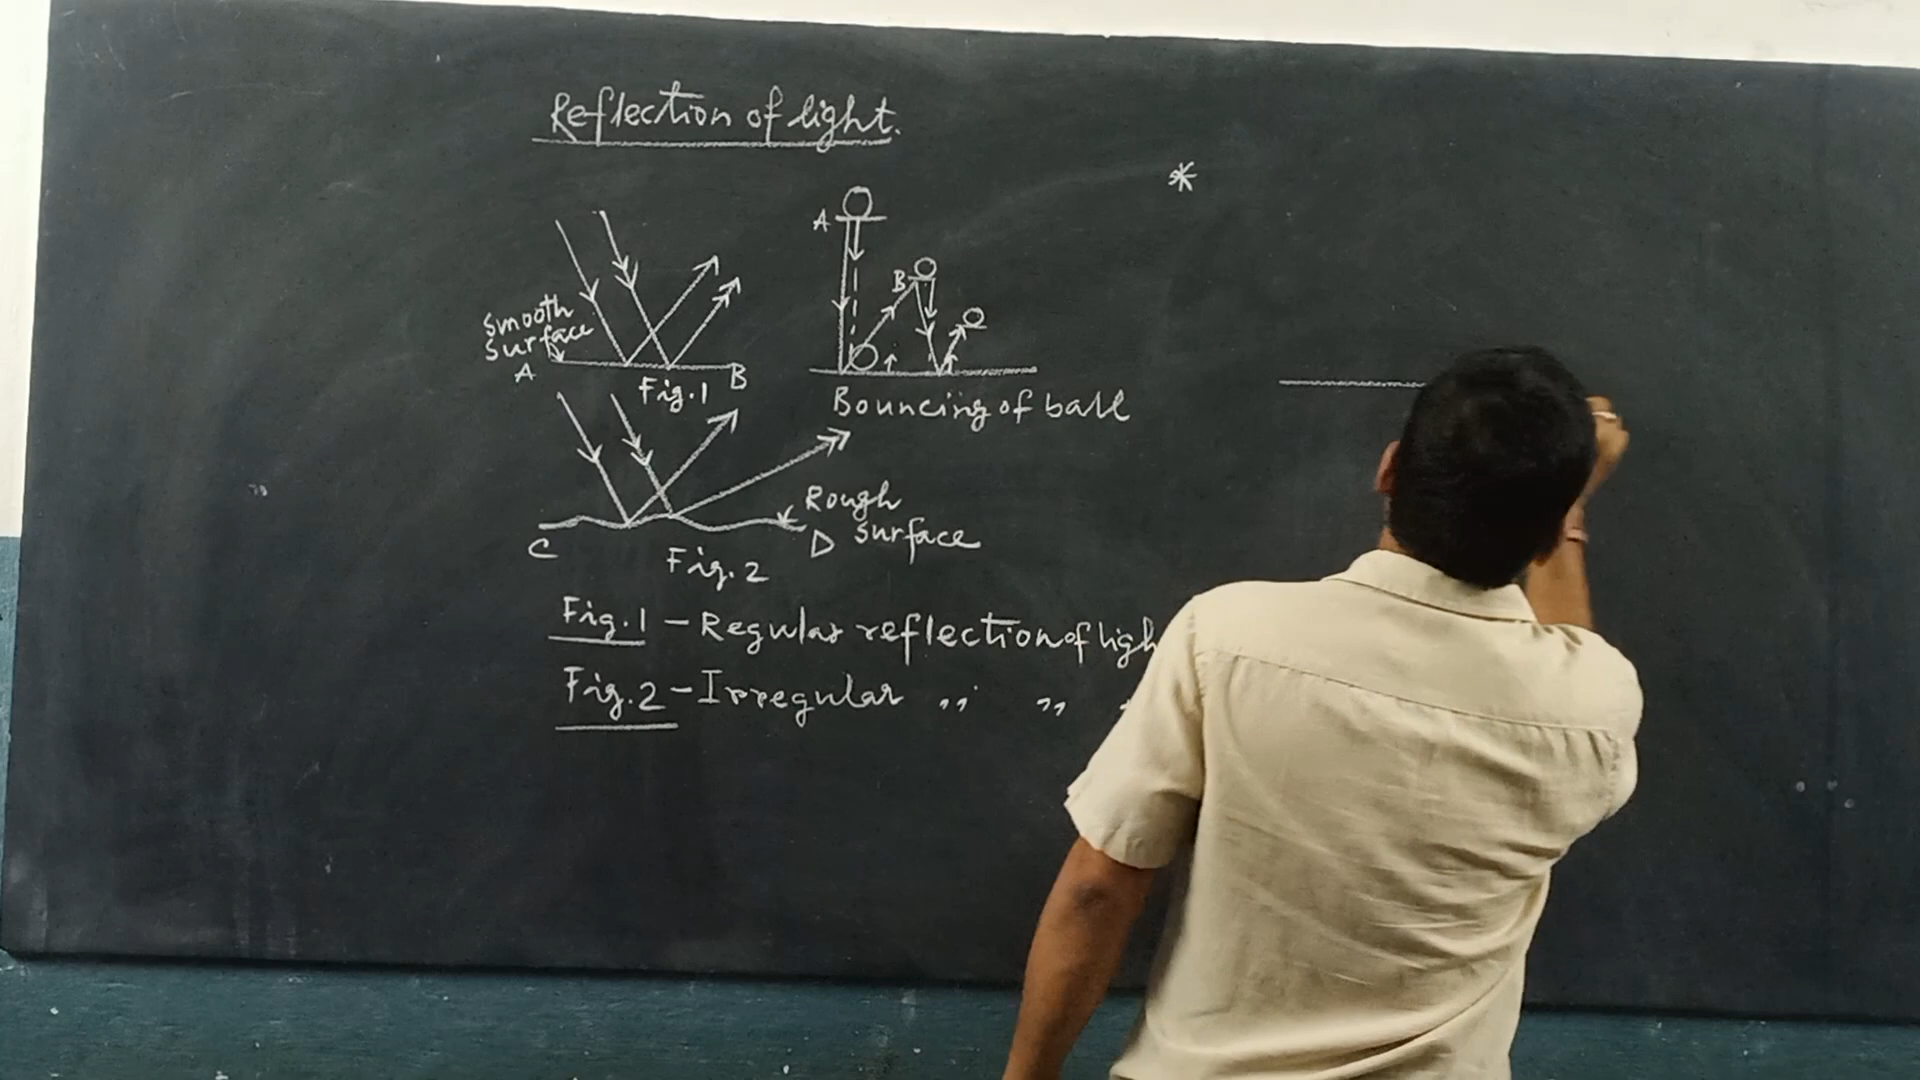 Reflection of light.
*
A
B
Smooth
Surface
A
B
Fig.1
Bouncing of ball
Rough
Surface
C
D
Fig.2
Fig.1 - Regular reflection of ligh
Fig.2 - Irregular ,, ,,